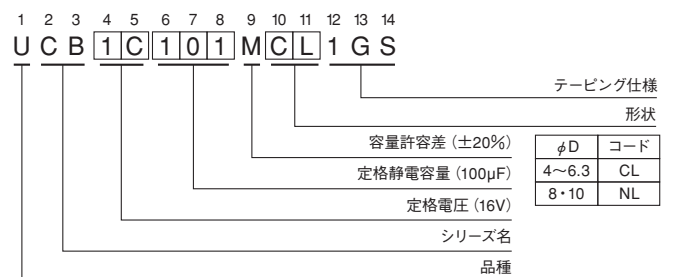 1 2 3 4 5 6 7 8 9 10 11 12 13 14
U C B 1 C 1 0 1 M C L 1 G S
テーピング仕様
形状
容量許容差 (±20%)
定格静電容量 (100µF)
定格電圧 (16V)
シリーズ名
品種
φD コード
4～6.3 CL
8・10 NL